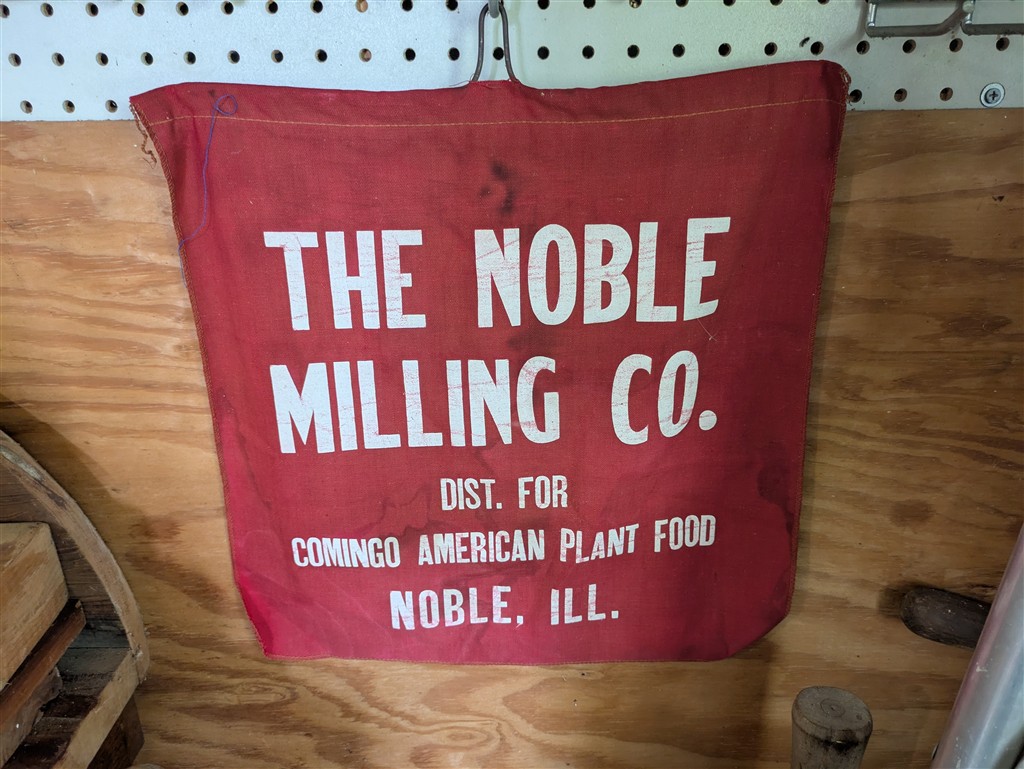 THE NOBLE
MILLING CO.
DIST. FOR
COMINGO AMERICAN PLANT FOOD
NOBLE, ILL.